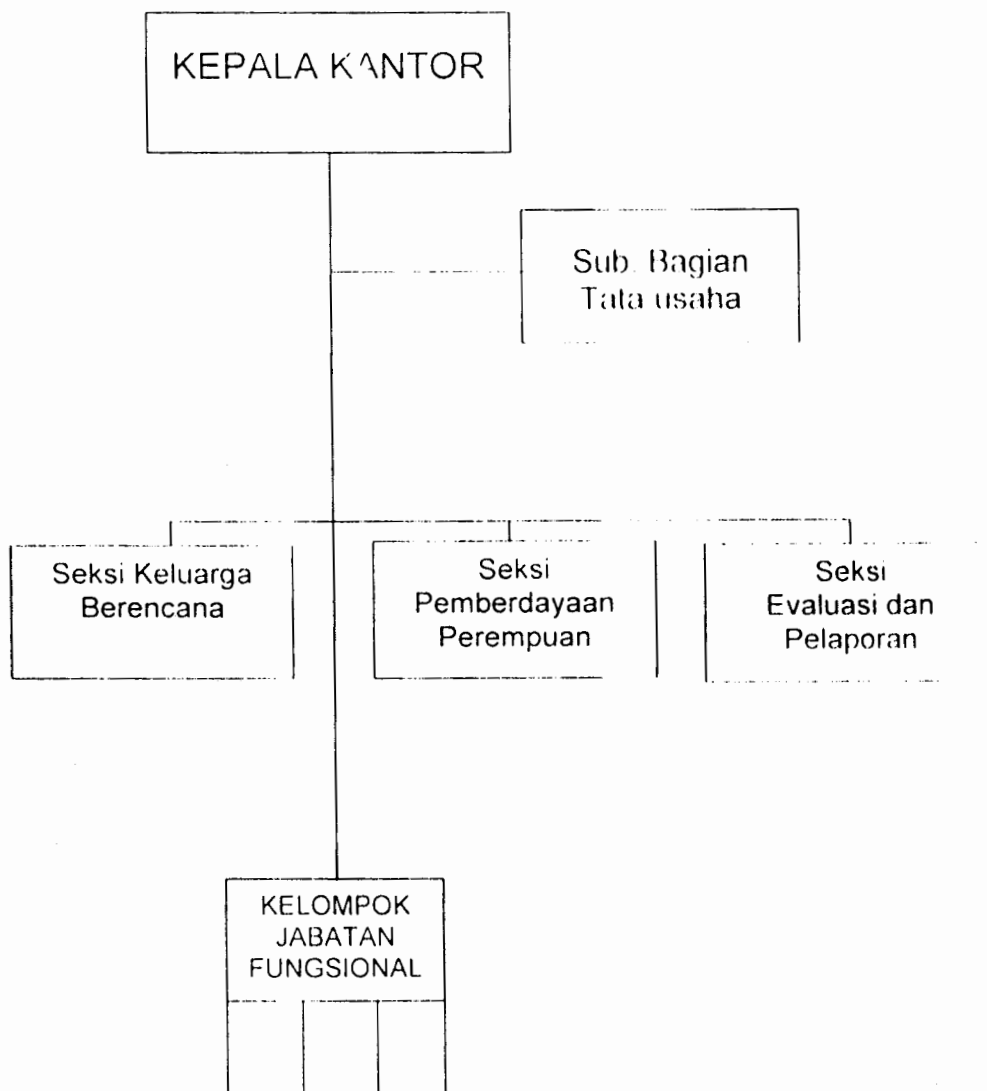 KEPALA KANTOR
Sub. Bagian
Tata usaha
Seksi Keluarga
Berencana
Seksi
Pemberdayaan
Perempuan
Seksi
Evaluasi dan
Pelaporan
KELOMPOK
JABATAN
FUNGSIONAL